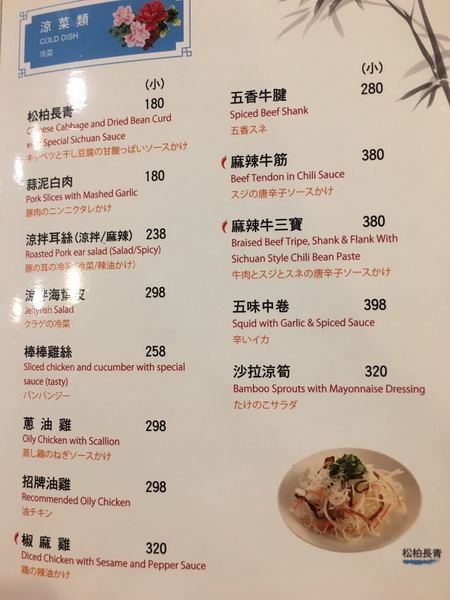 涼菜類
COLD DISH
冷菜
(小)
松柏長青 180
Chinese Cabbage and Dried Bean Curd
with Special Sichuan Sauce
キャベツと干し豆腐の甘酸っぱいソースかけ
蒜泥白肉 180
Pork Slices with Mashed Garlic
豚肉のニンニクタレかけ
涼拌耳絲(涼拌/麻辣) 238
Roasted Pork ear salad (Salad/Spicy)
豚の耳の冷菜(冷菜/辣油かけ)
涼拌海蜇皮 298
Jellyfish Salad
クラゲの冷菜
棒棒雞絲 258
Sliced chicken and cucumber with special
sauce (tasty)
バンバンジー
蔥油雞 298
Oily Chicken with Scallion
蒸し鶏のねぎソースかけ
招牌油雞 298
Recommended Oily Chicken
油チキン
椒麻雞 320
Diced Chicken with Sesame and Pepper Sauce
鶏の辣油かけ
(小)
五香牛腱 280
Spiced Beef Shank
五香スネ
麻辣牛筋 380
Beef Tendon in Chili Sauce
スジの唐辛子ソースかけ
麻辣牛三寶 380
Braised Beef Tripe, Shank & Flank With
Sichuan Style Chili Bean Paste
牛肉とスジとスネの唐辛子ソースかけ
五味中卷 398
Squid with Garlic & Spiced Sauce
辛いイカ
沙拉涼筍 320
Bamboo Sprouts with Mayonnaise Dressing
たけのこサラダ
松柏長青